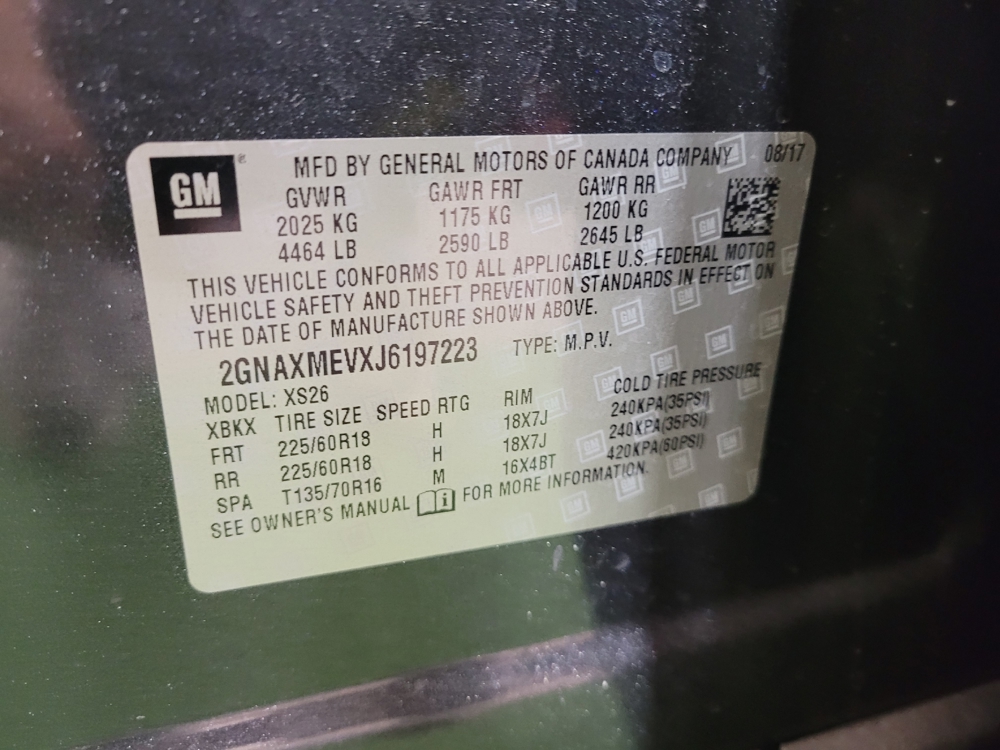 GM ® MFD BY GENERAL MOTORS OF CANADA COMPANY 08/17
GVWR GAWR FRT GAWR RR
2025 KG 1175 KG 1200 KG
4464 LB 2590 LB 2645 LB
THIS VEHICLE CONFORMS TO ALL APPLICABLE U.S. FEDERAL MOTOR
VEHICLE SAFETY AND THEFT PREVENTION STANDARDS IN EFFECT ON
THE DATE OF MANUFACTURE SHOWN ABOVE.
2GNAXMEVXJ6197223 TYPE: M.P.V.
MODEL: XS26
XBKX TIRE SIZE SPEED RTG RIM COLD TIRE PRESSURE
FRT 225/60R18 H 18X7J 240KPA(35PSI)
RR 225/60R18 H 18X7J 240KPA(35PSI)
SPA T135/70R16 M 16X4BT 420KPA(60PSI)
SEE OWNER'S MANUAL i FOR MORE INFORMATION.